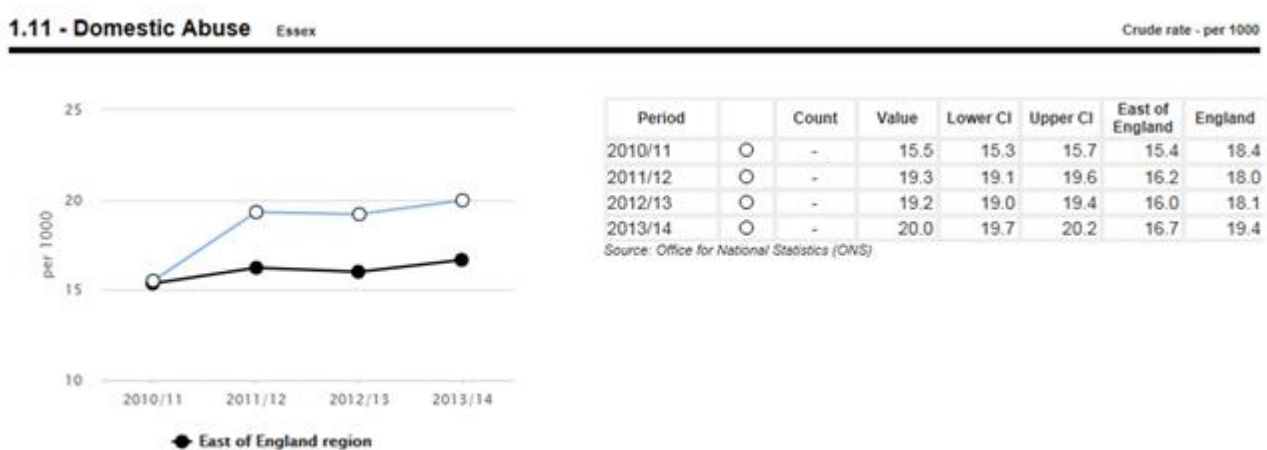 1.11 - Domestic Abuse Essex Crude rate - per 1000
25
20
15
10
per 1000
2010/11 2011/12 2012/13 2013/14
East of England region
Period Count Value Lower CI Upper CI East of England England
2010/11 - 15.5 15.3 15.7 15.4 18.4
2011/12 - 19.3 19.1 19.6 16.2 18.0
2012/13 - 19.2 19.0 19.4 16.0 18.1
2013/14 - 20.0 19.7 20.2 16.7 19.4
Source: Office for National Statistics (ONS)